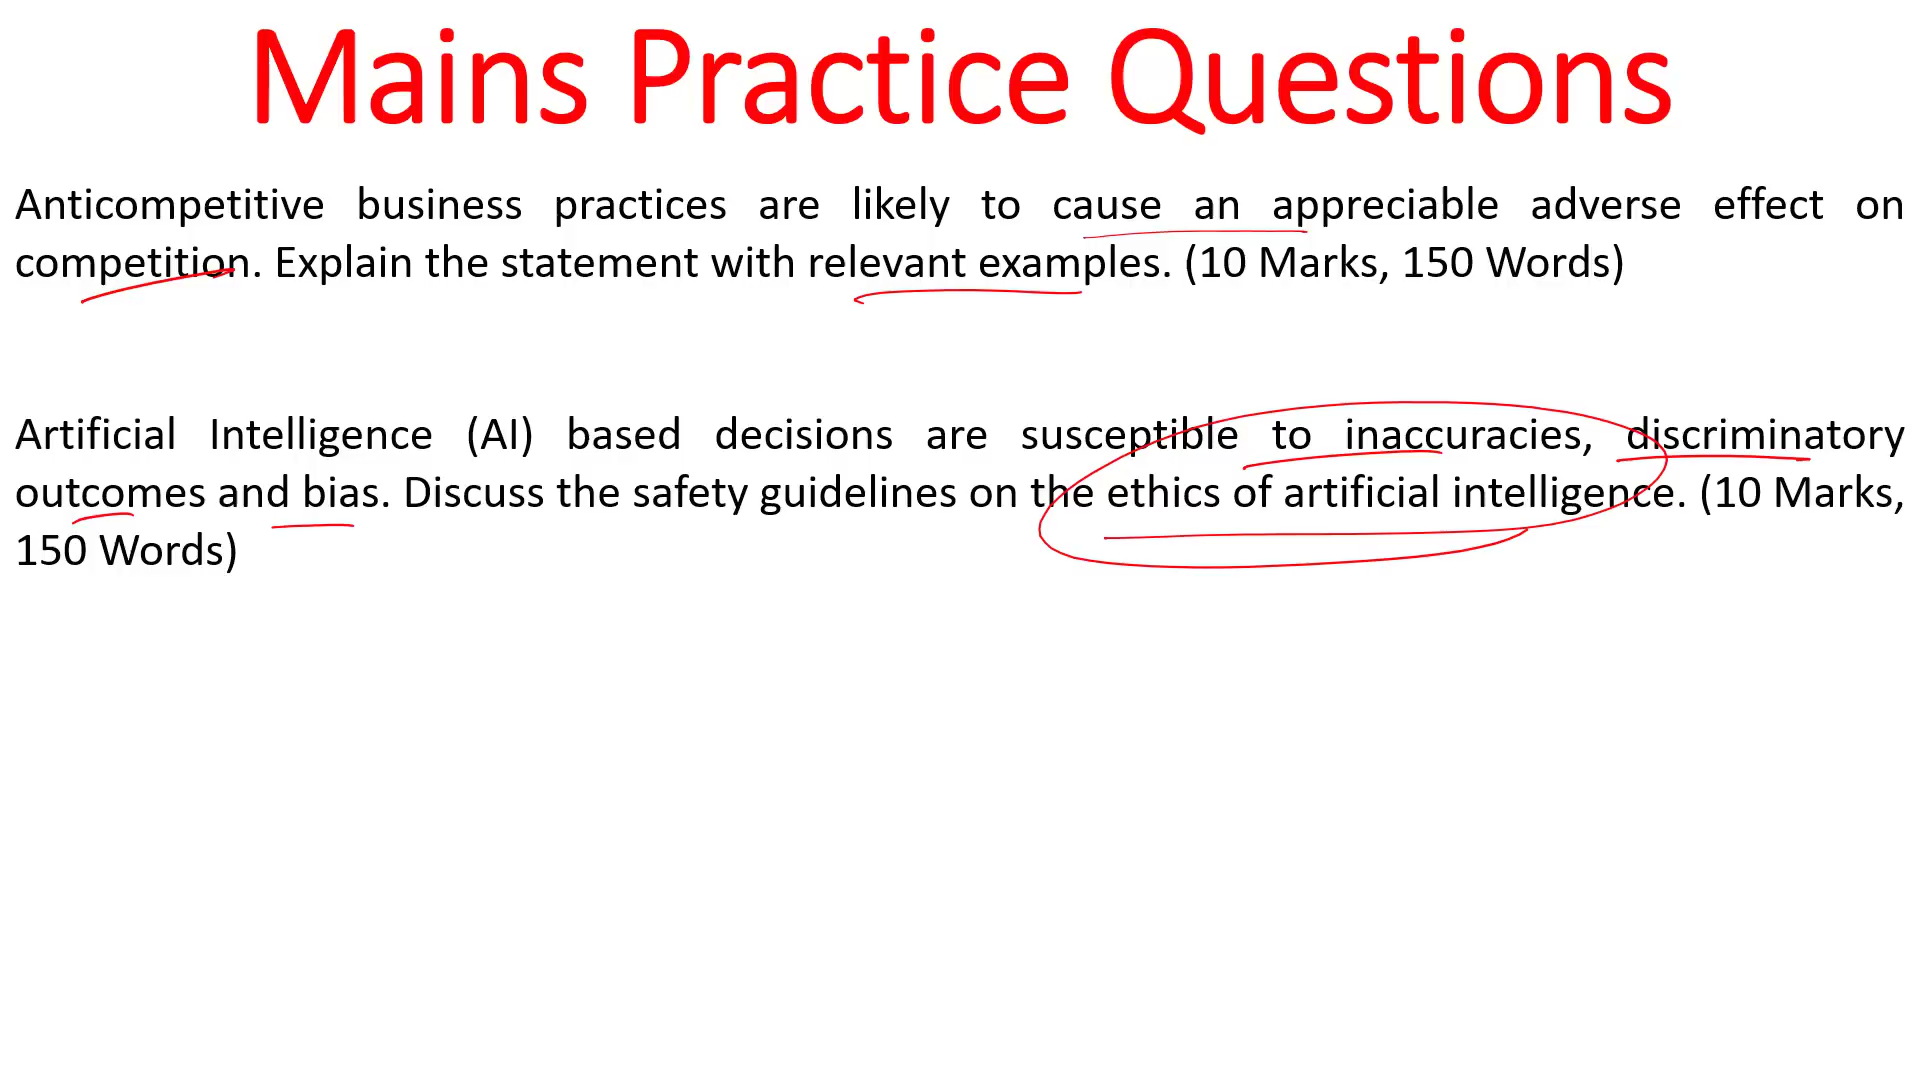 Mains Practice Questions
Anticompetitive business practices are likely to cause an appreciable adverse effect on
competition. Explain the statement with relevant examples. (10 Marks, 150 Words)
Artificial Intelligence (AI) based decisions are susceptible to inaccuracies, discriminatory
outcomes and bias. Discuss the safety guidelines on the ethics of artificial intelligence. (10 Marks,
150 Words)